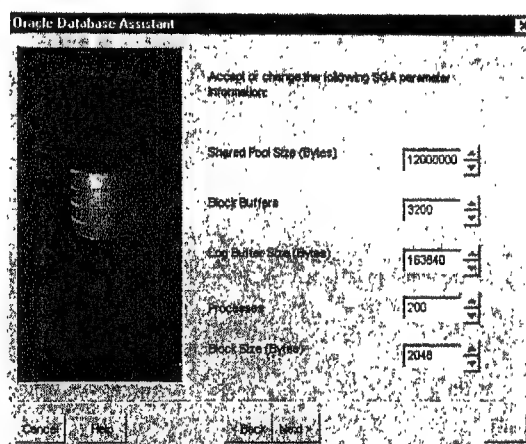 Oracle Database Assistant
Accept or change the following SGA parameter
information:
Shared Pool Size (Bytes)
12000000
Block Buffers
3200
Log Buffer Size (Bytes)
163840
Processes
200
Block Size (Bytes)
2048
Cancel Help < Back Next >